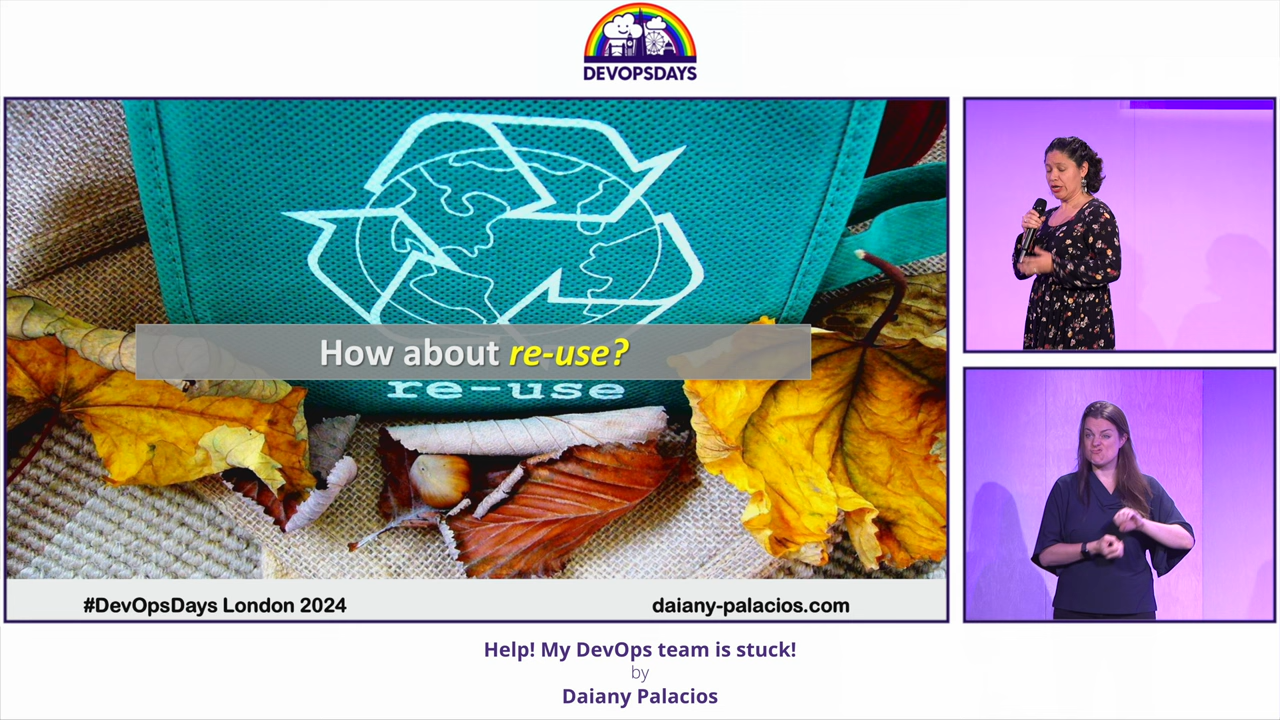 DEVOPSDAYS
How about re-use?
re-use
#DevOpsDays London 2024
daiany-palacios.com
Help! My DevOps team is stuck!
by
Daiany Palacios